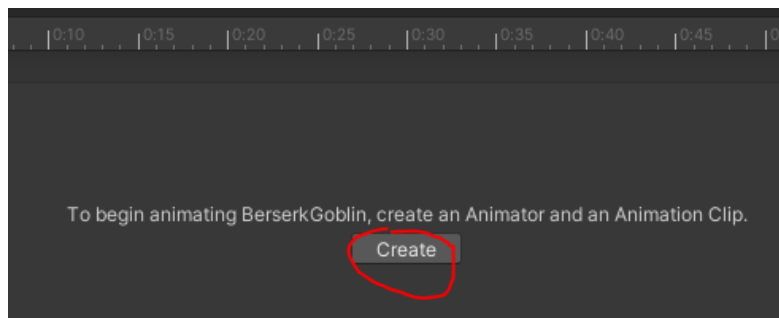 0:10 0:15 0:20 0:25 0:30 0:35 0:40 0:45
To begin animating BerserkGoblin, create an Animator and an Animation Clip.
Create